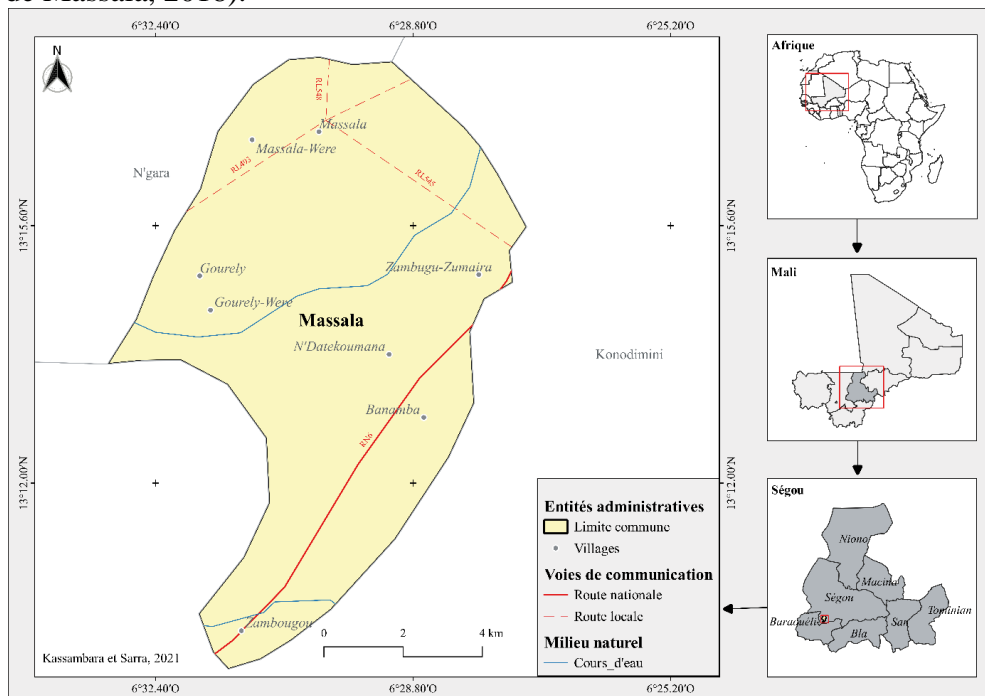 de Massala, 2018).
6°32.40'O 6°28.80'O 6°25.20'O
N
Afrique
RL548
Massala
Massala-Were
RL493
N'gara
RL545
13°15.60'N
13°15.60'N
Mali
Gourely
Zambugu-Zumaira
Gourely-Were
Massala
N'Datekoumana
Konodimini
Banamba
RN6
13°12.00'N
13°12.00'N
Ségou
Niono
Macina
Ségou
Tominian
San
Bla
Entités administratives
Limite commune
Villages
Voies de communication
Route nationale
Route locale
Milieu naturel
Cours_d'eau
Zambougou
0 2 4 km
Kassambara et Sarra, 2021
6°32.40'O 6°28.80'O 6°25.20'O